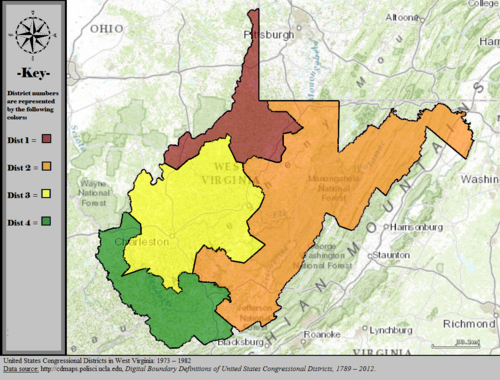 -Key-
District numbers
are represented
by the following
colors:
Dist 1 =
Dist 2 =
Dist 3 =
Dist 4 =
OHIO
Pittsburgh
Altoona
College
Wayne
National
Forest
WEST
VIRGINIA
Monongahela
National
Forest
Washin
Charleston
Harrisonburg
George
Washington
National Forest
Staunton
Jefferson
National
Forest
Blacksburg
Roanoke
Lynchburg
Richmond
VIRGINIA
United States Congressional Districts in West Virginia: 1973 – 1982
Data source: http://cdmaps.polisci.ucla.edu, Digital Boundary Definitions of United States Congressional Districts, 1789 – 2012.